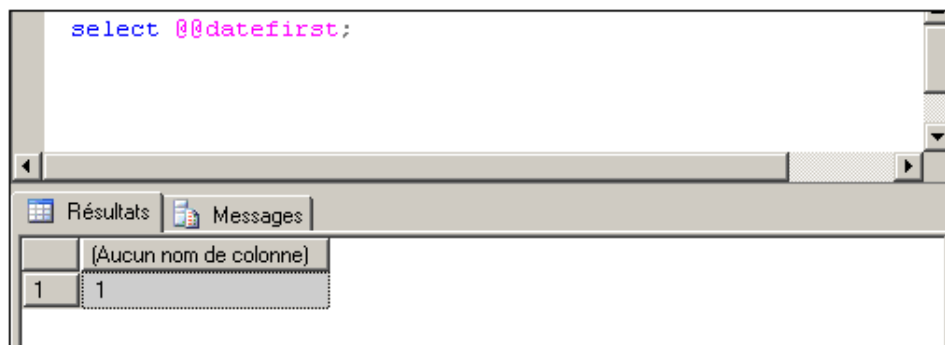 select @@datefirst;
Résultats Messages
(Aucun nom de colonne)
1 1